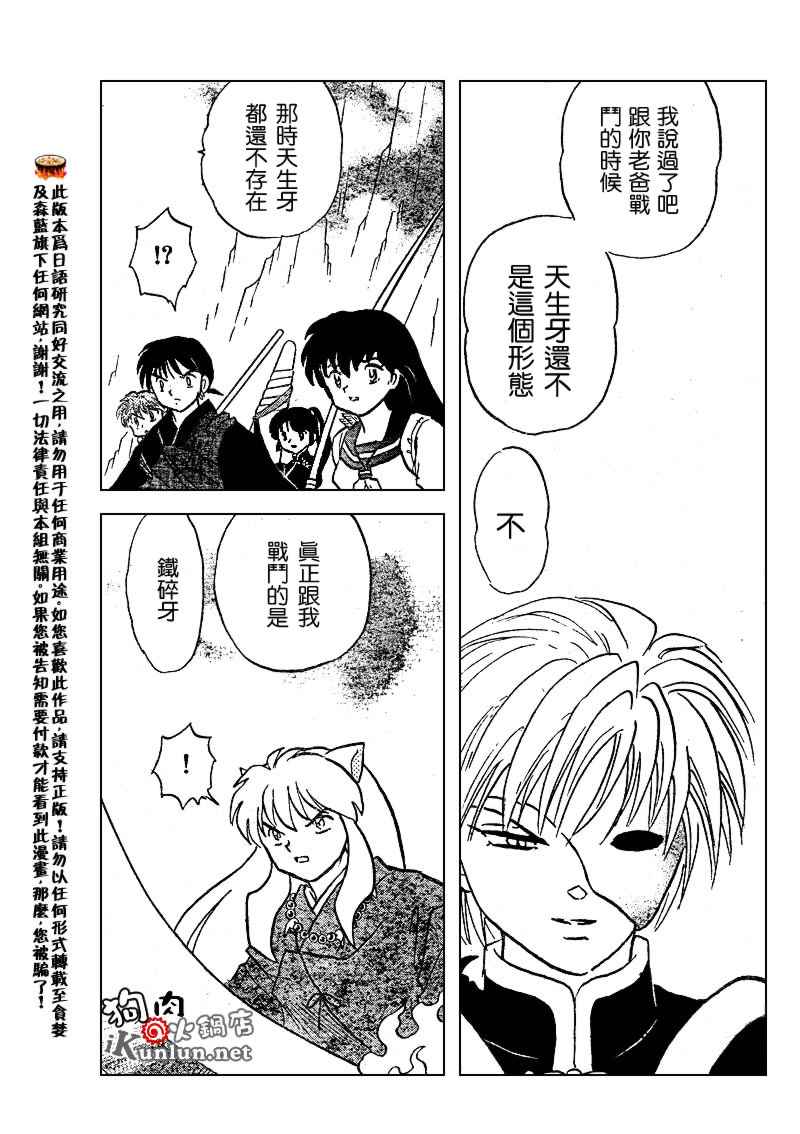 我說過了吧
跟你老爸戰
鬥的時候
天生牙還不
是這個形態
不
那時天生牙
都還不存在
!?
真正跟我
戰鬥的是
鐵碎牙
!
此版本為日語研究同好交流之用,請勿用于任何商業用途。如您喜歡此作品,請支持正版!請勿以任何形式轉載至貪婪
及森藍旗下任何網站,謝謝!一切法律責任與本組無關。如果您被告知需要付款才能看到此漫畫,那麼,您被騙了!
狗肉
火鍋店
iKunlun.net